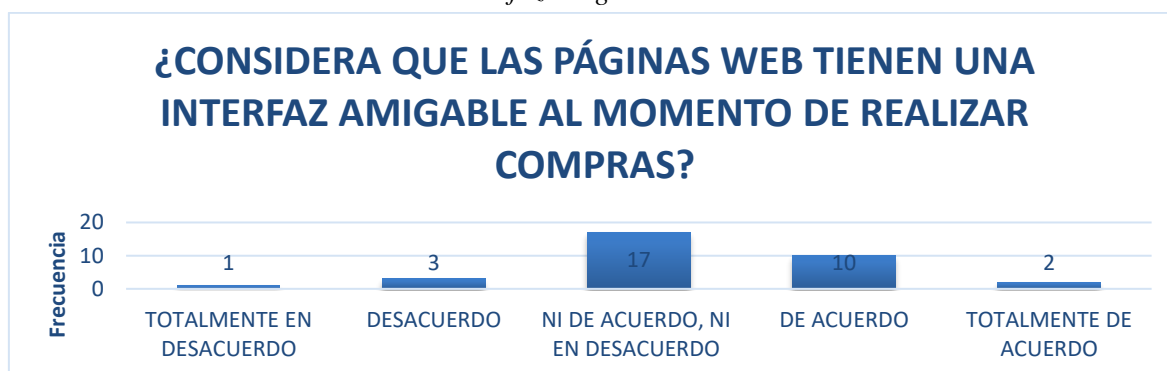 ¿CONSIDERA QUE LAS PÁGINAS WEB TIENEN UNA
INTERFAZ AMIGABLE AL MOMENTO DE REALIZAR
COMPRAS?
Frecuencia
20
10
0
1
3
17
10
2
TOTALMENTE EN
DESACUERDO
DESACUERDO
NI DE ACUERDO, NI
EN DESACUERDO
DE ACUERDO
TOTALMENTE DE
ACUERDO